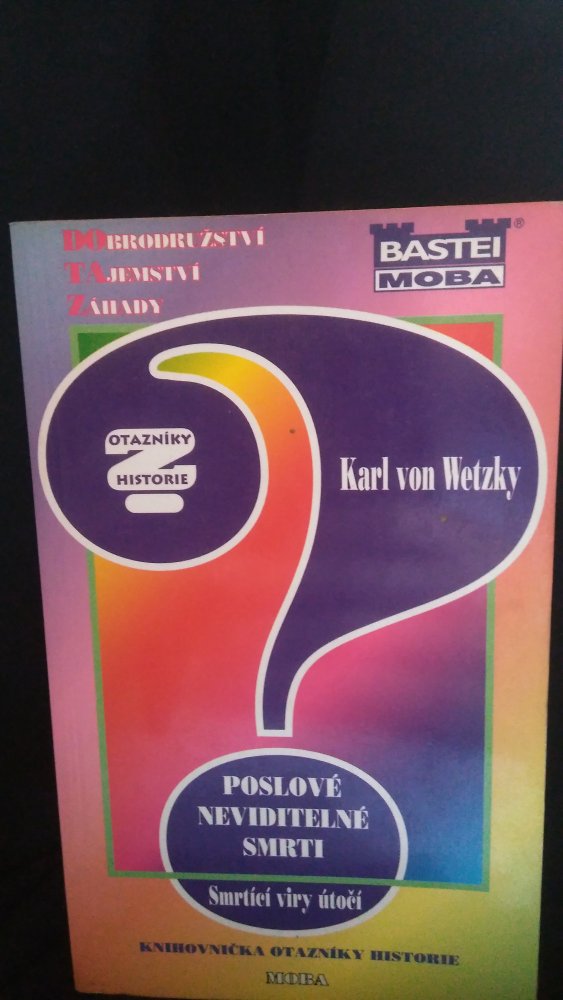 DOBRODRUŽSTVÍ
TAJEMSTVÍ
ZÁHADY
BASTEI®
MOBA
OTAZNÍKY
HISTORIE
Karl von Wetzky
POSLOVÉ
NEVIDITELNÉ
SMRTI
Smrtící viry útočí
KNIHOVNIČKA OTAZNÍKY HISTORIE
MOBA